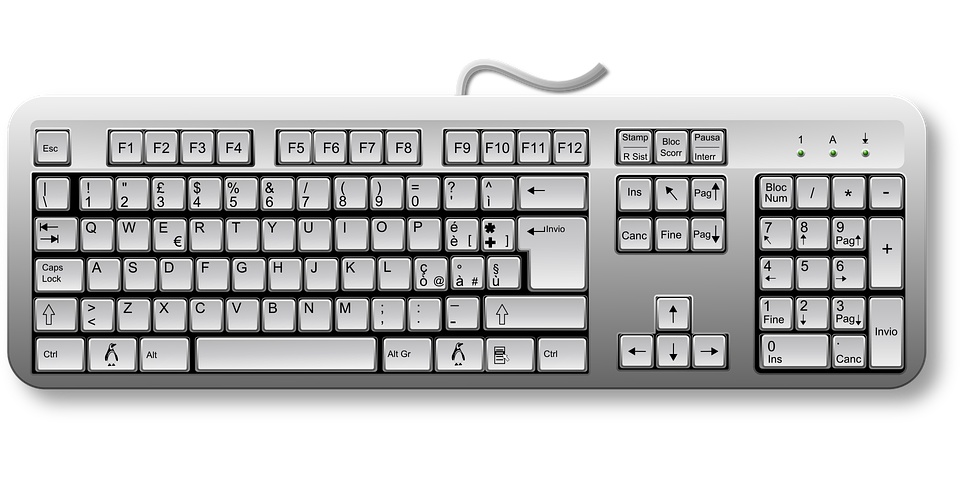 Esc F1 F2 F3 F4 F5 F6 F7 F8 F9 F10 F11 F12 Stamp Bloc Pausa
R Sist Scorr Interr 1 A
| ! " £ $ % & / ( ) = ? ^ ← Ins ↖ Pag↑ Bloc / * -
\ 1 2 3 4 5 6 7 8 9 0 ' ì Num
Q W E R T Y U I O P é * ←Invio Canc Fine Pag↓ 7 8 9 +
€ è [ + ] ↖ ↑ Pag↑
Caps A S D F G H J K L ç ° § 4 5 6
Lock ò @ à # ù ← →
⇧ > Z X C V B N M ; : _ ⇧ ↑ 1 2 3 Invio
< , . - Fine ↓ Pag↓
Ctrl Alt Alt Gr Ctrl ← ↓ → 0 .
Ins Canc